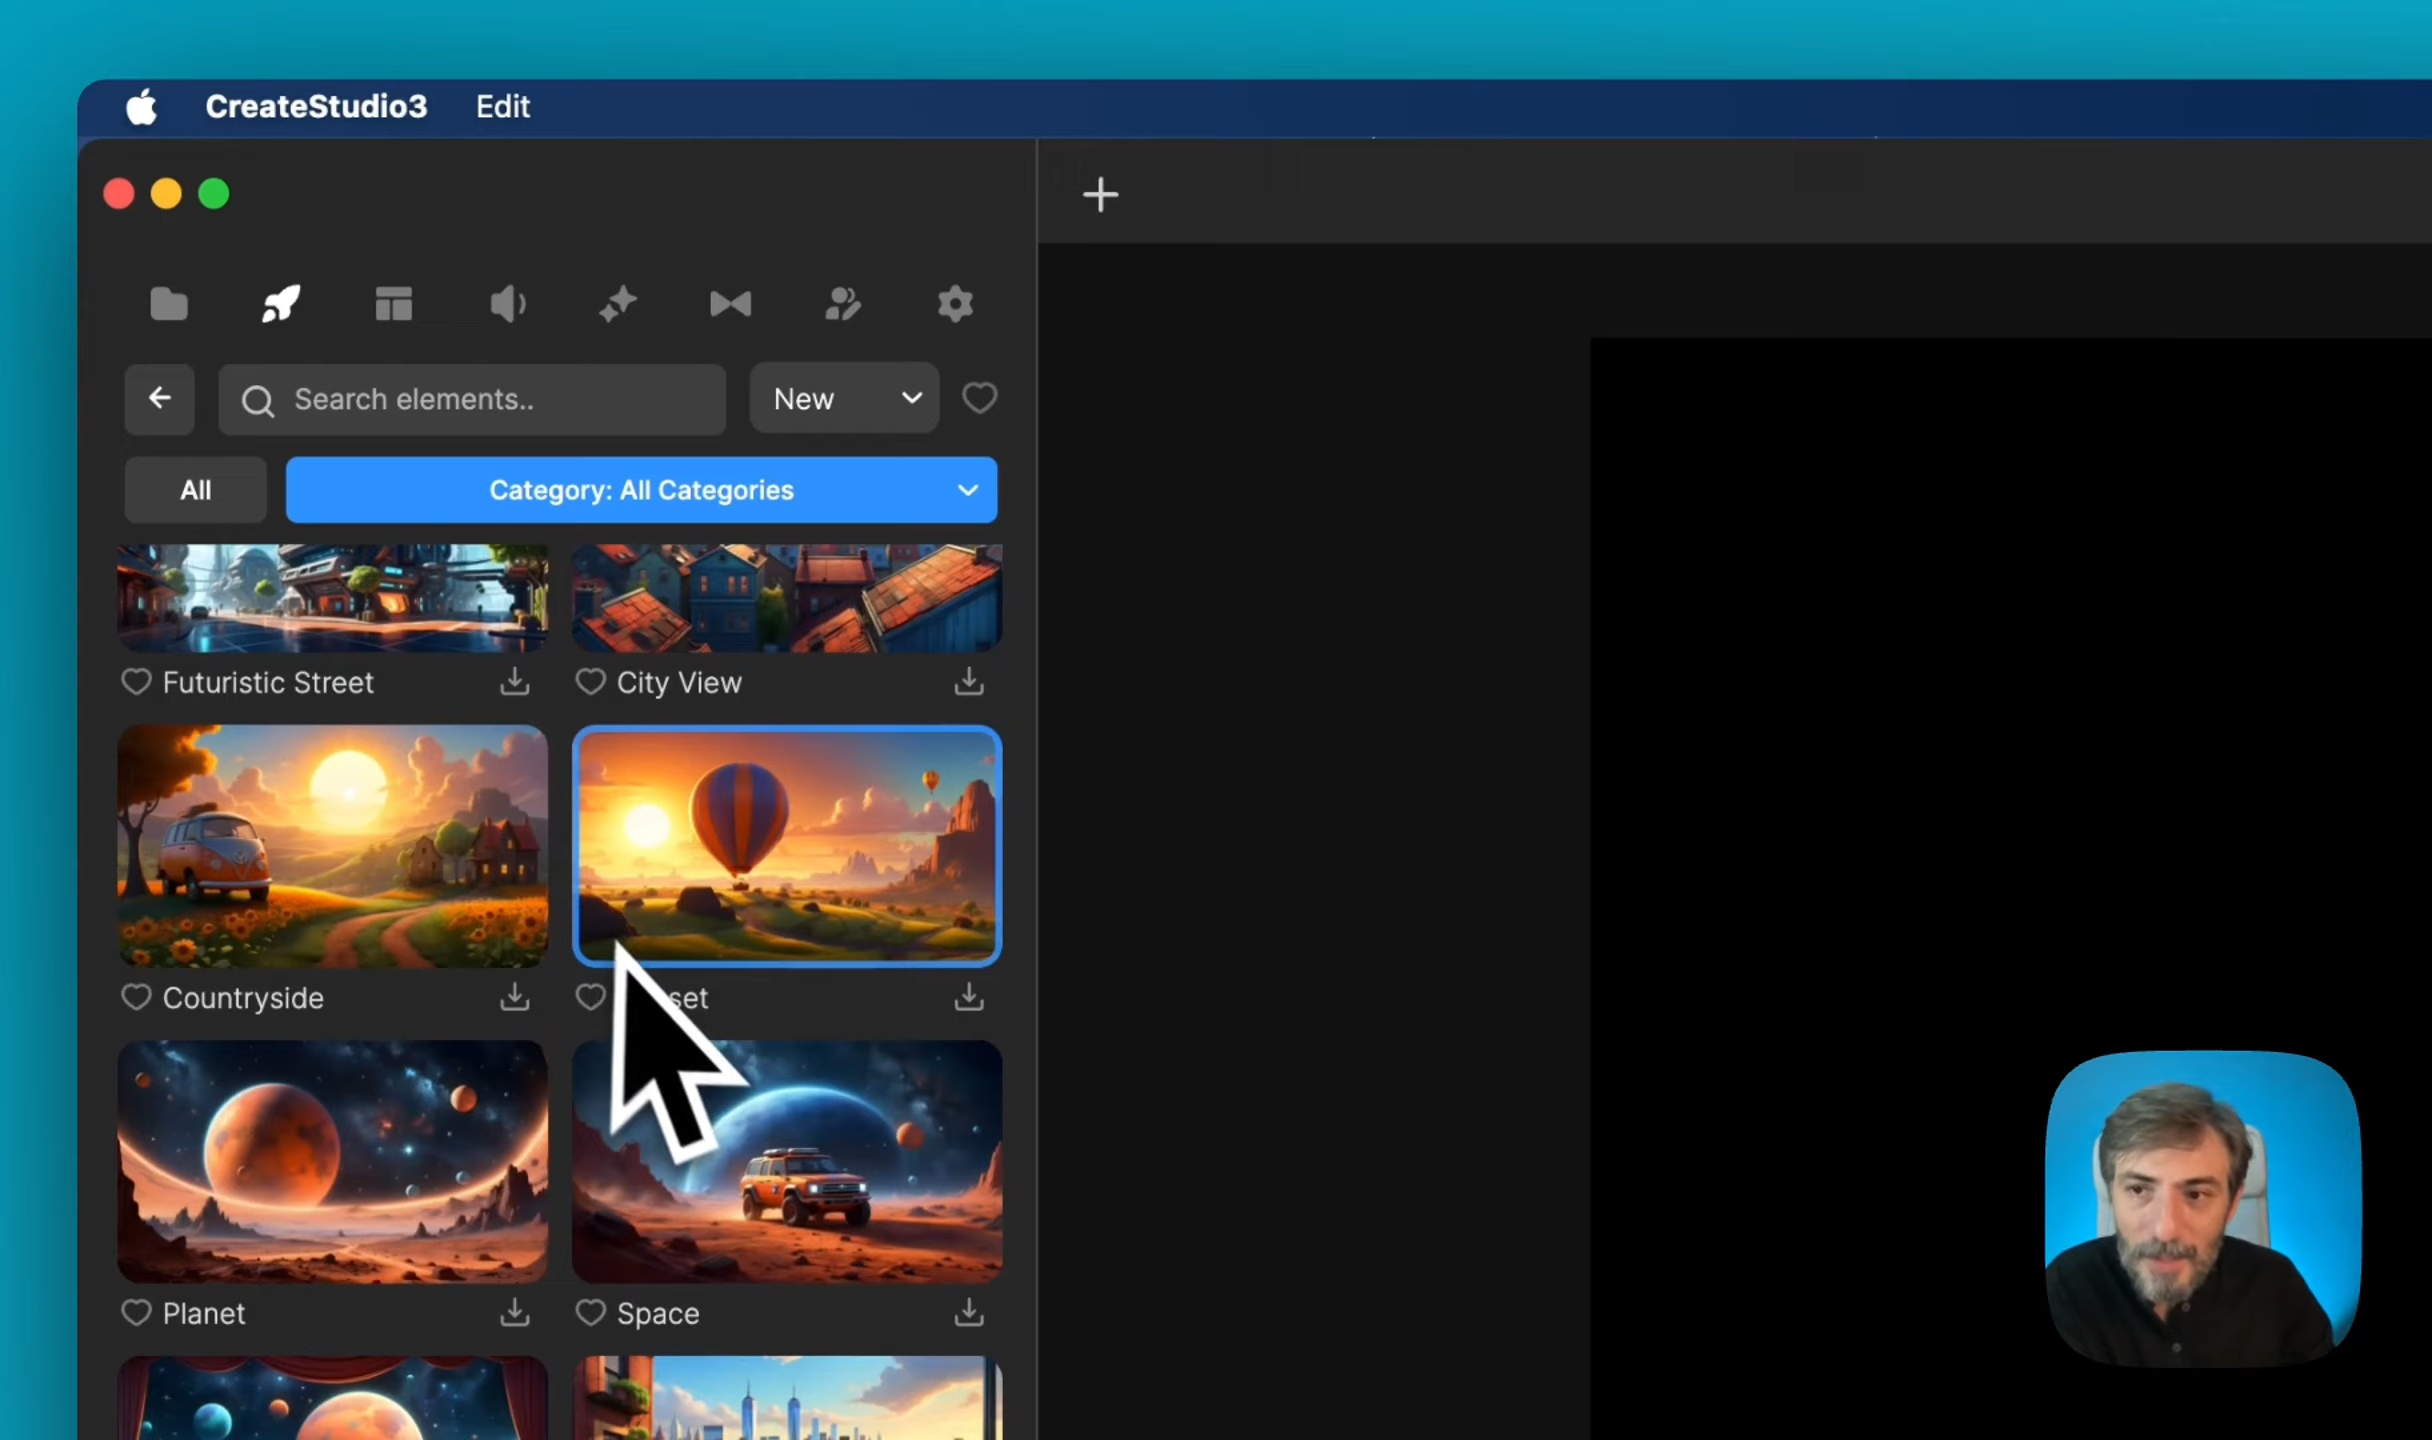 CreateStudio3 Edit
Search elements..
New
All
Category: All Categories
Futuristic Street
City View
Countryside
Planet
Space